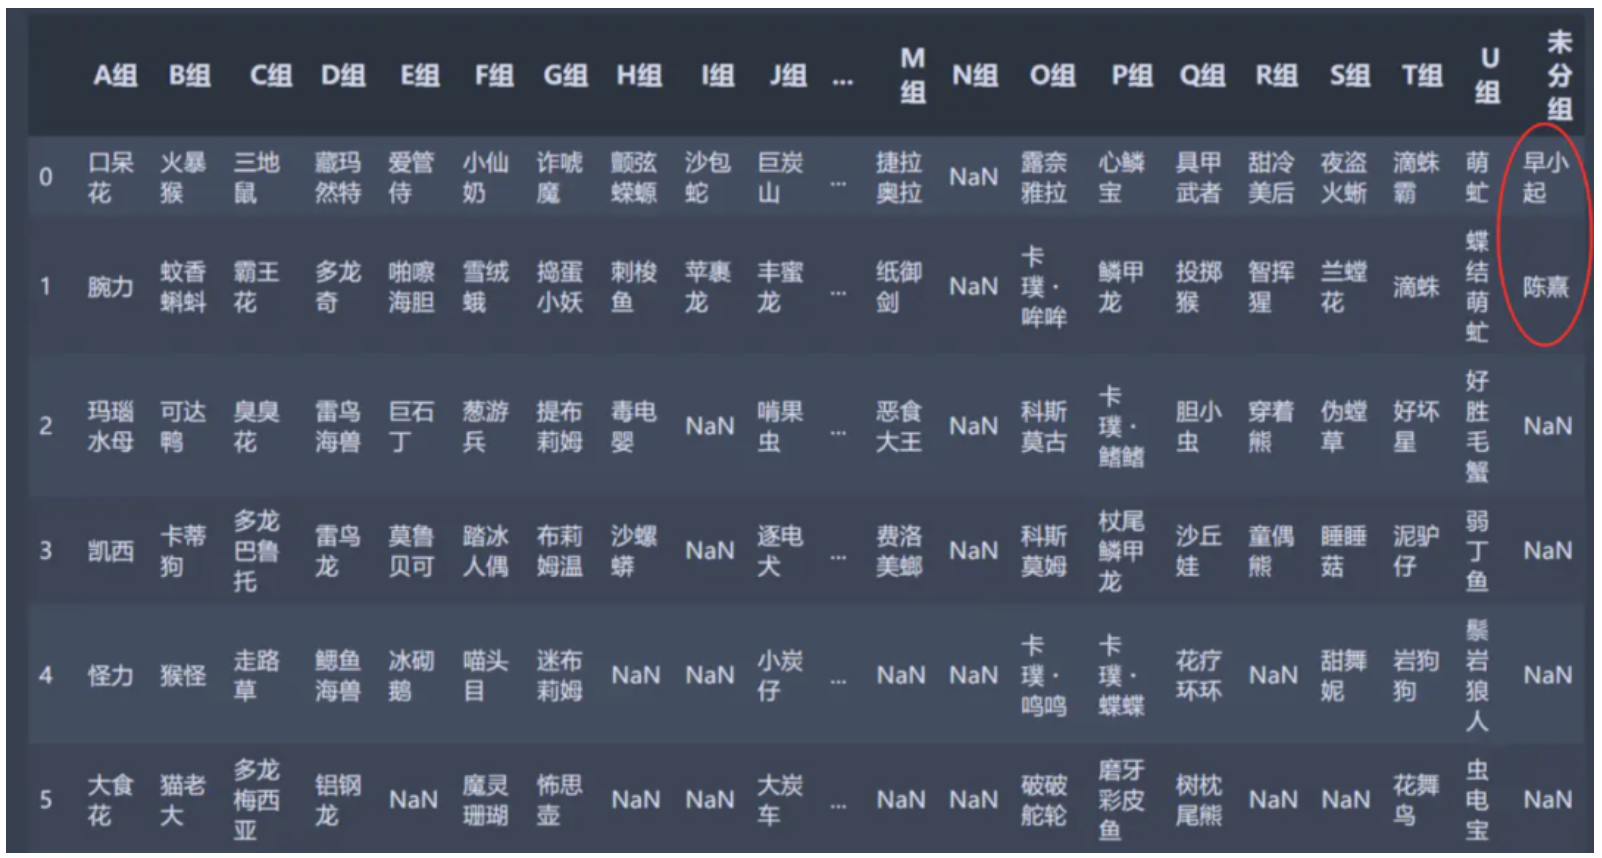 A组 B组 C组 D组 E组 F组 G组 H组 I组 J组 ... M组 N组 O组 P组 Q组 R组 S组 T组 U组 未分组
0 口呆花 火暴猴 三地鼠 藏玛然特 爱管侍 小仙奶 诈唬魔 颤弦蝾螈 沙包蛇 巨炭山 ... 捷拉奥拉 NaN 露奈雅拉 心鳞宝 具甲武者 甜冷美后 夜盗火蜥 滴蛛霸 萌虻 早小起
1 腕力 蚊香蝌蚪 霸王花 多龙奇 啪嚓海胆 雪绒蛾 捣蛋小妖 刺梭鱼 苹裹龙 丰蜜龙 ... 纸御剑 NaN 卡璞·哞哞 鳞甲龙 投掷猴 智挥猩 兰螳花 滴蛛 蝶结萌虻 陈熹
2 玛瑙水母 可达鸭 臭臭花 雷鸟海兽 巨石丁 葱游兵 提布莉姆 毒电婴 NaN 啃果虫 ... 恶食大王 NaN 科斯莫古 卡璞·鳍鳍 胆小虫 穿着熊 伪螳草 好坏星 好胜毛蟹 NaN
3 凯西 卡蒂狗 多龙巴鲁托 雷鸟龙 莫鲁贝可 踏冰人偶 布莉姆温 沙螺蟒 NaN 逐电犬 ... 费洛美螂 NaN 科斯莫姆 杖尾鳞甲龙 沙丘娃 童偶熊 睡睡菇 泥驴仔 弱丁鱼 NaN
4 怪力 猴怪 走路草 鳃鱼海兽 冰砌鹅 喵头目 迷布莉姆 NaN NaN 小炭仔 ... NaN NaN 卡璞·鸣鸣 卡璞·蝶蝶 花疗环环 NaN 甜舞妮 岩狗狗 鬃岩狼人 NaN
5 大食花 猫老大 多龙梅西亚 铝钢龙 NaN 魔灵珊瑚 怖思壶 NaN NaN 大炭车 ... NaN NaN 破破舵轮 磨牙彩皮鱼 树枕尾熊 NaN NaN 花舞鸟 虫电宝 NaN